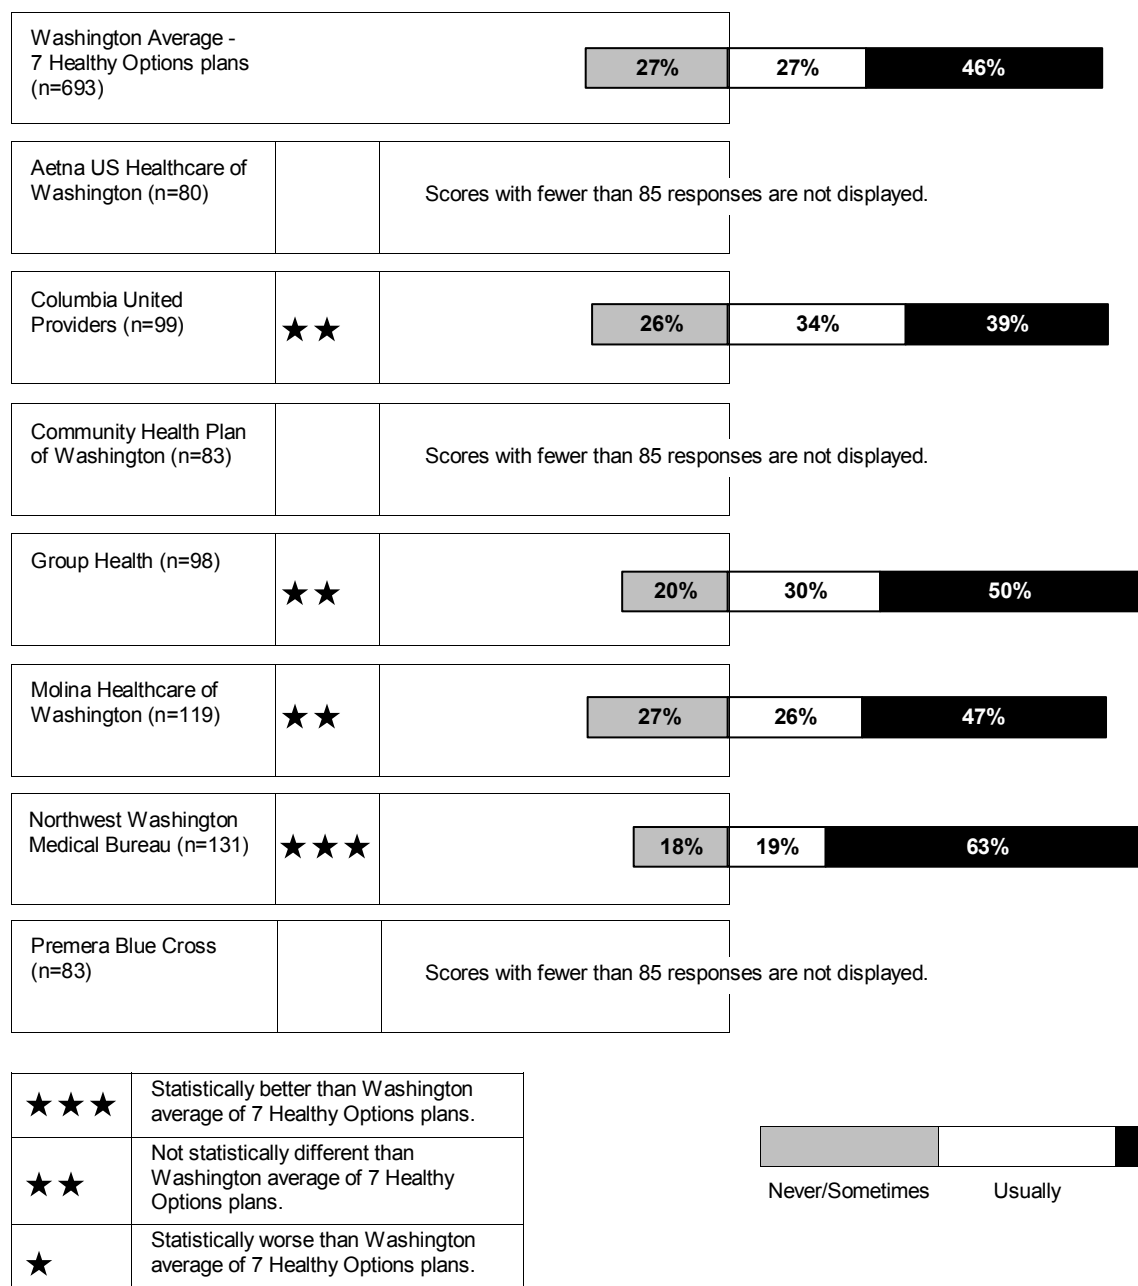 Washington Average -
7 Healthy Options plans
(n=693)
27% 27% 46%
Aetna US Healthcare of
Washington (n=80)
Scores with fewer than 85 responses are not displayed.
Columbia United
Providers (n=99)
★★
26% 34% 39%
Community Health Plan
of Washington (n=83)
Scores with fewer than 85 responses are not displayed.
Group Health (n=98)
★★
20% 30% 50%
Molina Healthcare of
Washington (n=119)
★★
27% 26% 47%
Northwest Washington
Medical Bureau (n=131)
★★★
18% 19% 63%
Premera Blue Cross
(n=83)
Scores with fewer than 85 responses are not displayed.
★★★
Statistically better than Washington
average of 7 Healthy Options plans.
★★
Not statistically different than
Washington average of 7 Healthy
Options plans.
★
Statistically worse than Washington
average of 7 Healthy Options plans.
Never/Sometimes Usually